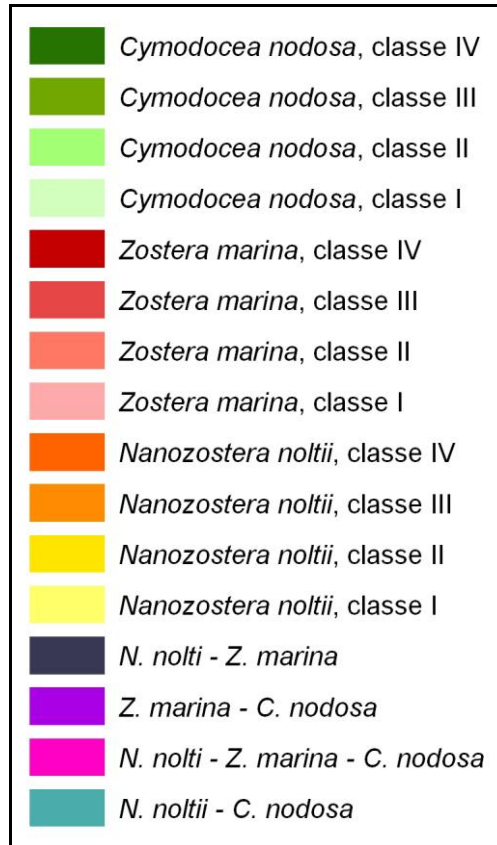 Cymodocea nodosa, classe IV
Cymodocea nodosa, classe III
Cymodocea nodosa, classe II
Cymodocea nodosa, classe I
Zostera marina, classe IV
Zostera marina, classe III
Zostera marina, classe II
Zostera marina, classe I
Nanozostera noltii, classe IV
Nanozostera noltii, classe III
Nanozostera noltii, classe II
Nanozostera noltii, classe I
N. nolti - Z. marina
Z. marina - C. nodosa
N. nolti - Z. marina - C. nodosa
N. noltii - C. nodosa